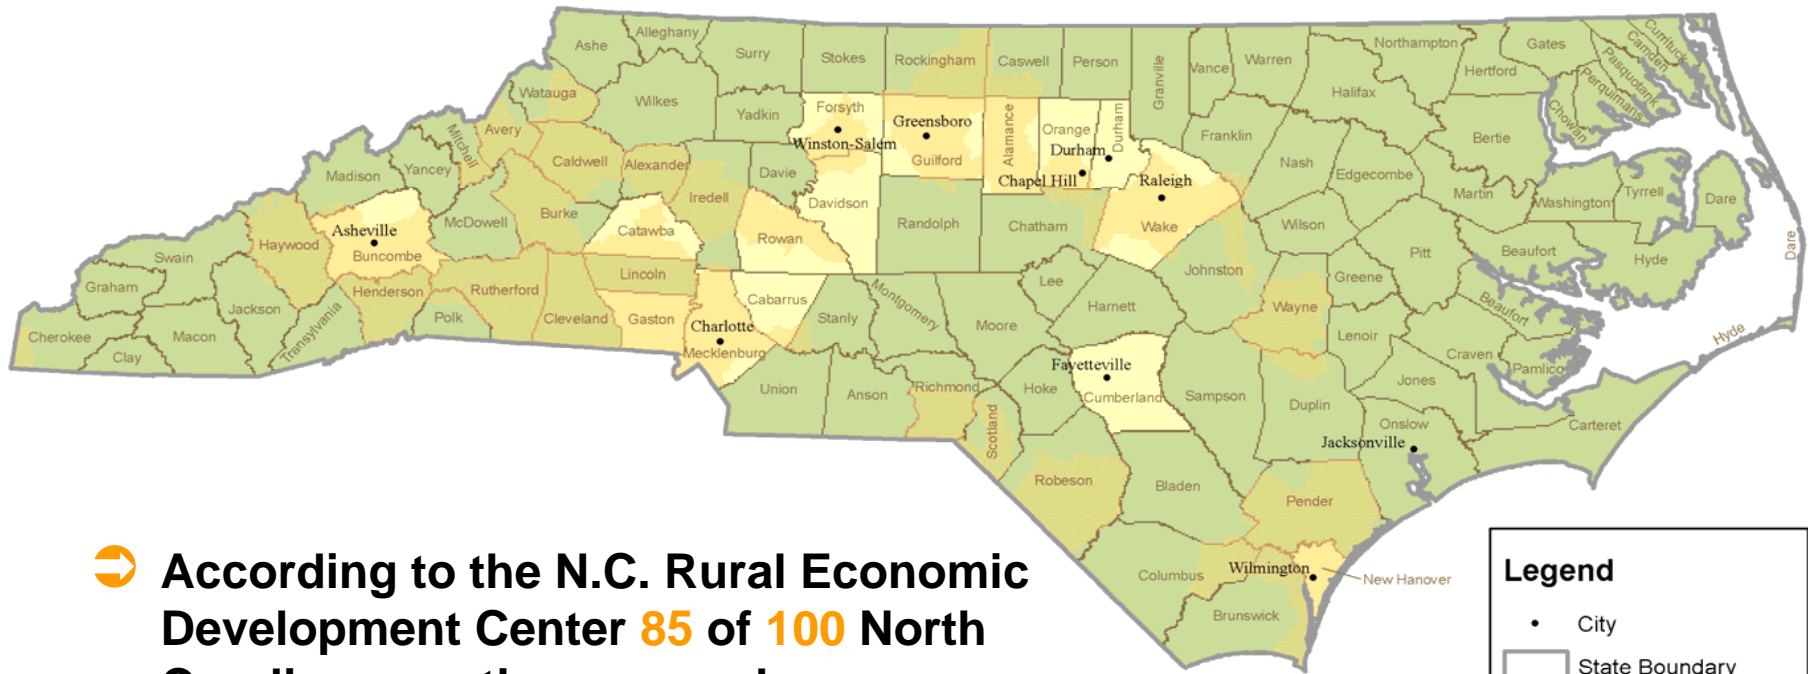 Ashe
Alleghany
Surry
Stokes
Rockingham
Caswell
Person
Granville
Vance
Warren
Northampton
Gates
Currituck
Camden
Pasquotank
Perquimans
Chowan
Hertford
Halifax
Bertie
Watauga
Wilkes
Yadkin
Forsyth
Winston-Salem
Greensboro
Guilford
Alamance
Orange
Durham
Durham
Chapel Hill
Franklin
Nash
Edgecombe
Martin
Washington
Tyrrell
Dare
Dare
Mitchell
Avery
Caldwell
Alexander
Iredell
Davie
Davidson
Randolph
Chatham
Raleigh
Wake
Wilson
Pitt
Beaufort
Hyde
Hyde
Madison
Yancey
McDowell
Burke
Catawba
Rowan
Johnston
Greene
Beaufort
Haywood
Asheville
Buncombe
Swain
Graham
Jackson
Henderson
Rutherford
Lincoln
Cabarrus
Stanly
Montgomery
Moore
Lee
Harnett
Wayne
Lenoir
Craven
Pamlico
Cherokee
Clay
Macon
Transylvania
Polk
Cleveland
Gaston
Charlotte
Mecklenburg
Union
Anson
Richmond
Scotland
Hoke
Fayetteville
Cumberland
Sampson
Duplin
Jones
Onslow
Jacksonville
Carteret
Robeson
Bladen
Pender
Columbus
Wilmington
New Hanover
Brunswick
According to the N.C. Rural Economic
Development Center 85 of 100 North
Legend
City
State Boundary